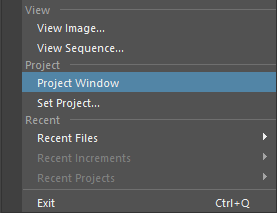 View
View Image...
View Sequence...
Project
Project Window
Set Project...
Recent
Recent Files
Recent Increments
Recent Projects
Exit Ctrl+Q